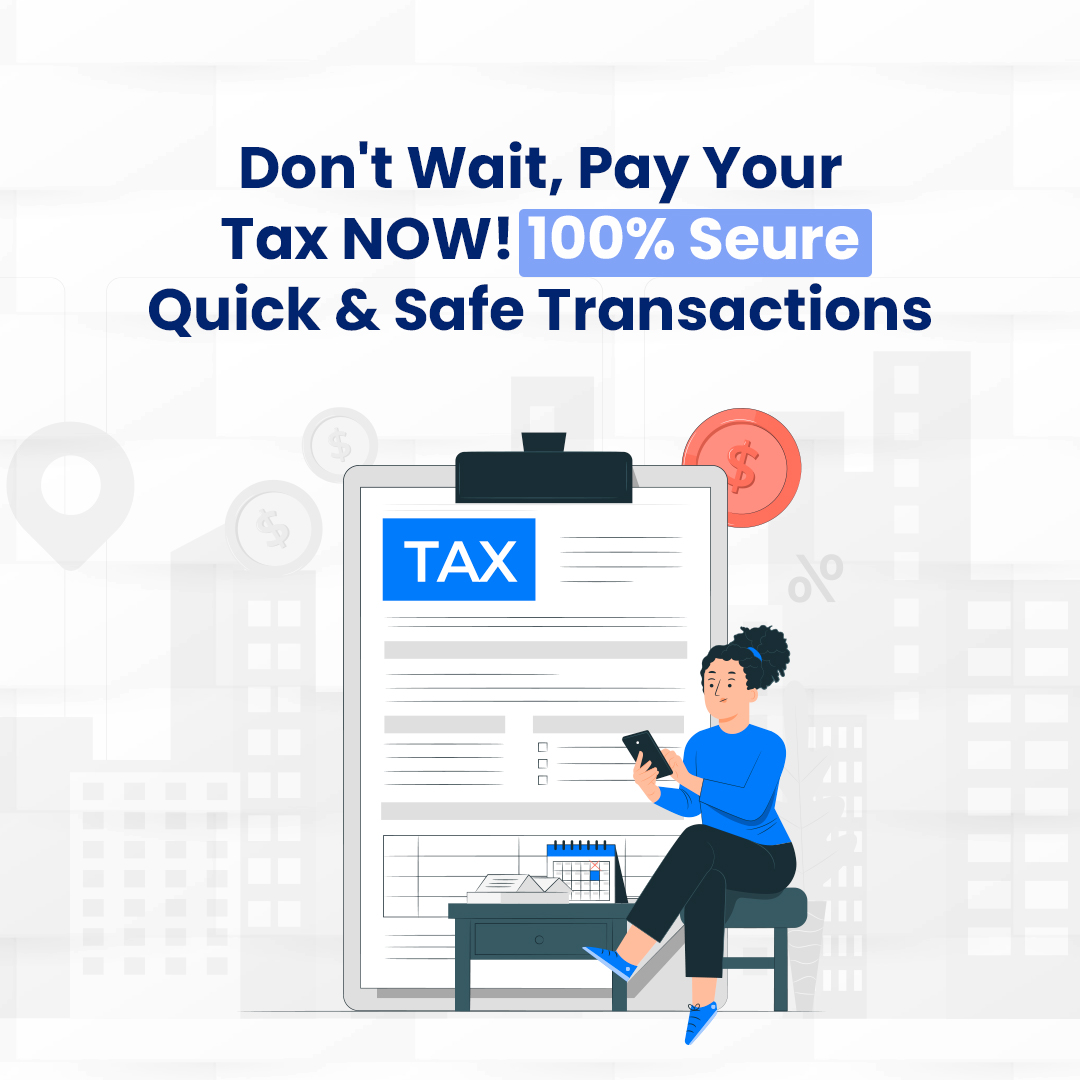 Don't Wait, Pay Your
Tax NOW! 100% Seure
Quick & Safe Transactions
$
$
$
TAX
%